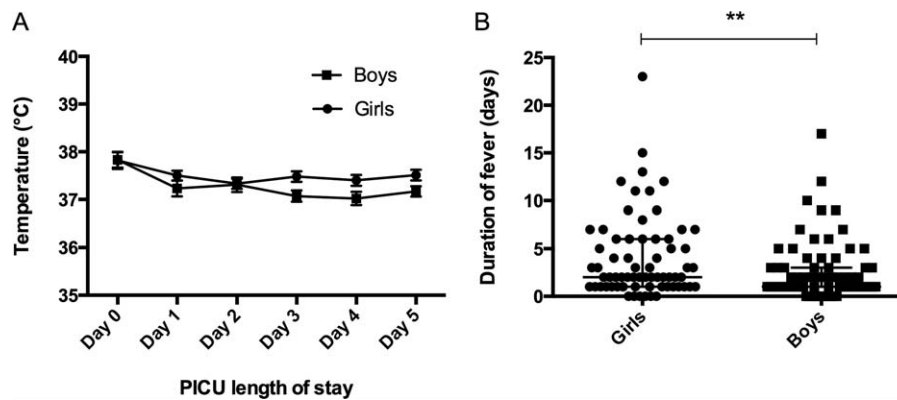 A
Temperature (°C)
40
39
38
37
36
35
Boys
Girls
Day 0
Day 1
Day 2
Day 3
Day 4
Day 5
PICU length of stay
B
**
Duration of fever (days)
25
20
15
10
5
0
Girls
Boys